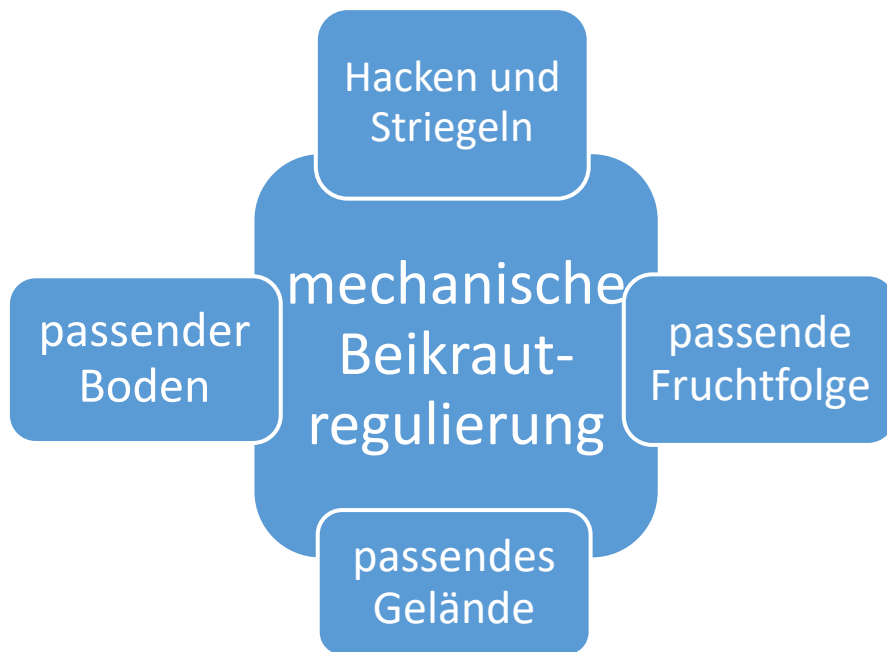 Hacken und
Striegeln
mechanische
Beikraut-
regulierung
passender
Boden
passende
Fruchtfolge
passendes
Gelände